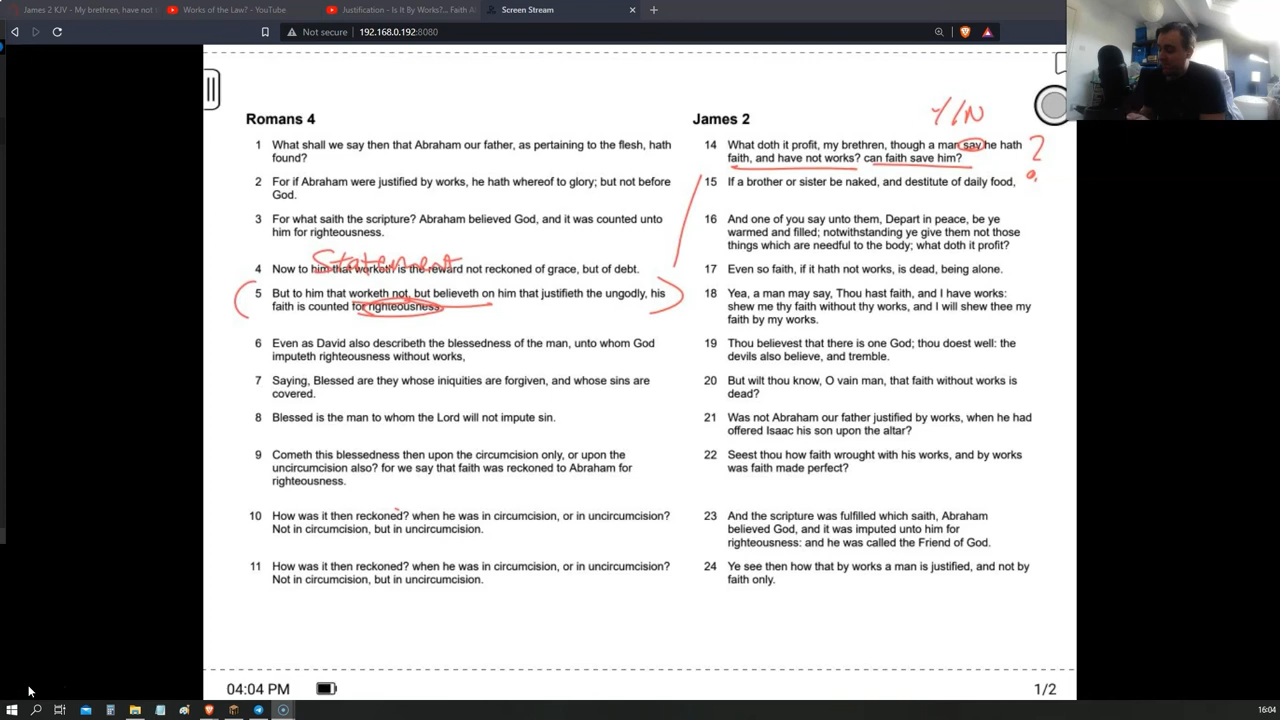 James 2 KJV - My brethren, have not
Works of the Law? - YouTube
Justification - Is It By Works?... Faith A
Screen Stream
Not secure
192.168.0.192:8080
Romans 4
1 What shall we say then that Abraham our father, as pertaining to the flesh, hath
found?
2 For if Abraham were justified by works, he hath whereof to glory; but not before
God.
3 For what saith the scripture? Abraham believed God, and it was counted unto
him for righteousness.
Statement
4 Now to him that worketh is the reward not reckoned of grace, but of debt.
5 But to him that worketh not, but believeth on him that justifieth the ungodly, his
faith is counted for righteousness.
6 Even as David also describeth the blessedness of the man, unto whom God
imputeth righteousness without works,
7 Saying, Blessed are they whose iniquities are forgiven, and whose sins are
covered.
8 Blessed is the man to whom the Lord will not impute sin.
9 Cometh this blessedness then upon the circumcision only, or upon the
uncircumcision also? for we say that faith was reckoned to Abraham for
righteousness.
10 How was it then reckoned? when he was in circumcision, or in uncircumcision?
Not in circumcision, but in uncircumcision.
11 How was it then reckoned? when he was in circumcision, or in uncircumcision?
Not in circumcision, but in uncircumcision.
James 2
Y/N
14 What doth it profit, my brethren, though a man say he hath
faith, and have not works? can faith save him?
?
15 If a brother or sister be naked, and destitute of daily food,
16 And one of you say unto them, Depart in peace, be ye
warmed and filled; notwithstanding ye give them not those
things which are needful to the body; what doth it profit?
17 Even so faith, if it hath not works, is dead, being alone.
18 Yea, a man may say, Thou hast faith, and I have works:
shew me thy faith without thy works, and I will shew thee my
faith by my works.
19 Thou believest that there is one God; thou doest well: the
devils also believe, and tremble.
20 But wilt thou know, O vain man, that faith without works is
dead?
21 Was not Abraham our father justified by works, when he had
offered Isaac his son upon the altar?
22 Seest thou how faith wrought with his works, and by works
was faith made perfect?
23 And the scripture was fulfilled which saith, Abraham
believed God, and it was imputed unto him for
righteousness: and he was called the Friend of God.
24 Ye see then how that by works a man is justified, and not by
faith only.
04:04 PM
1/2
16:04